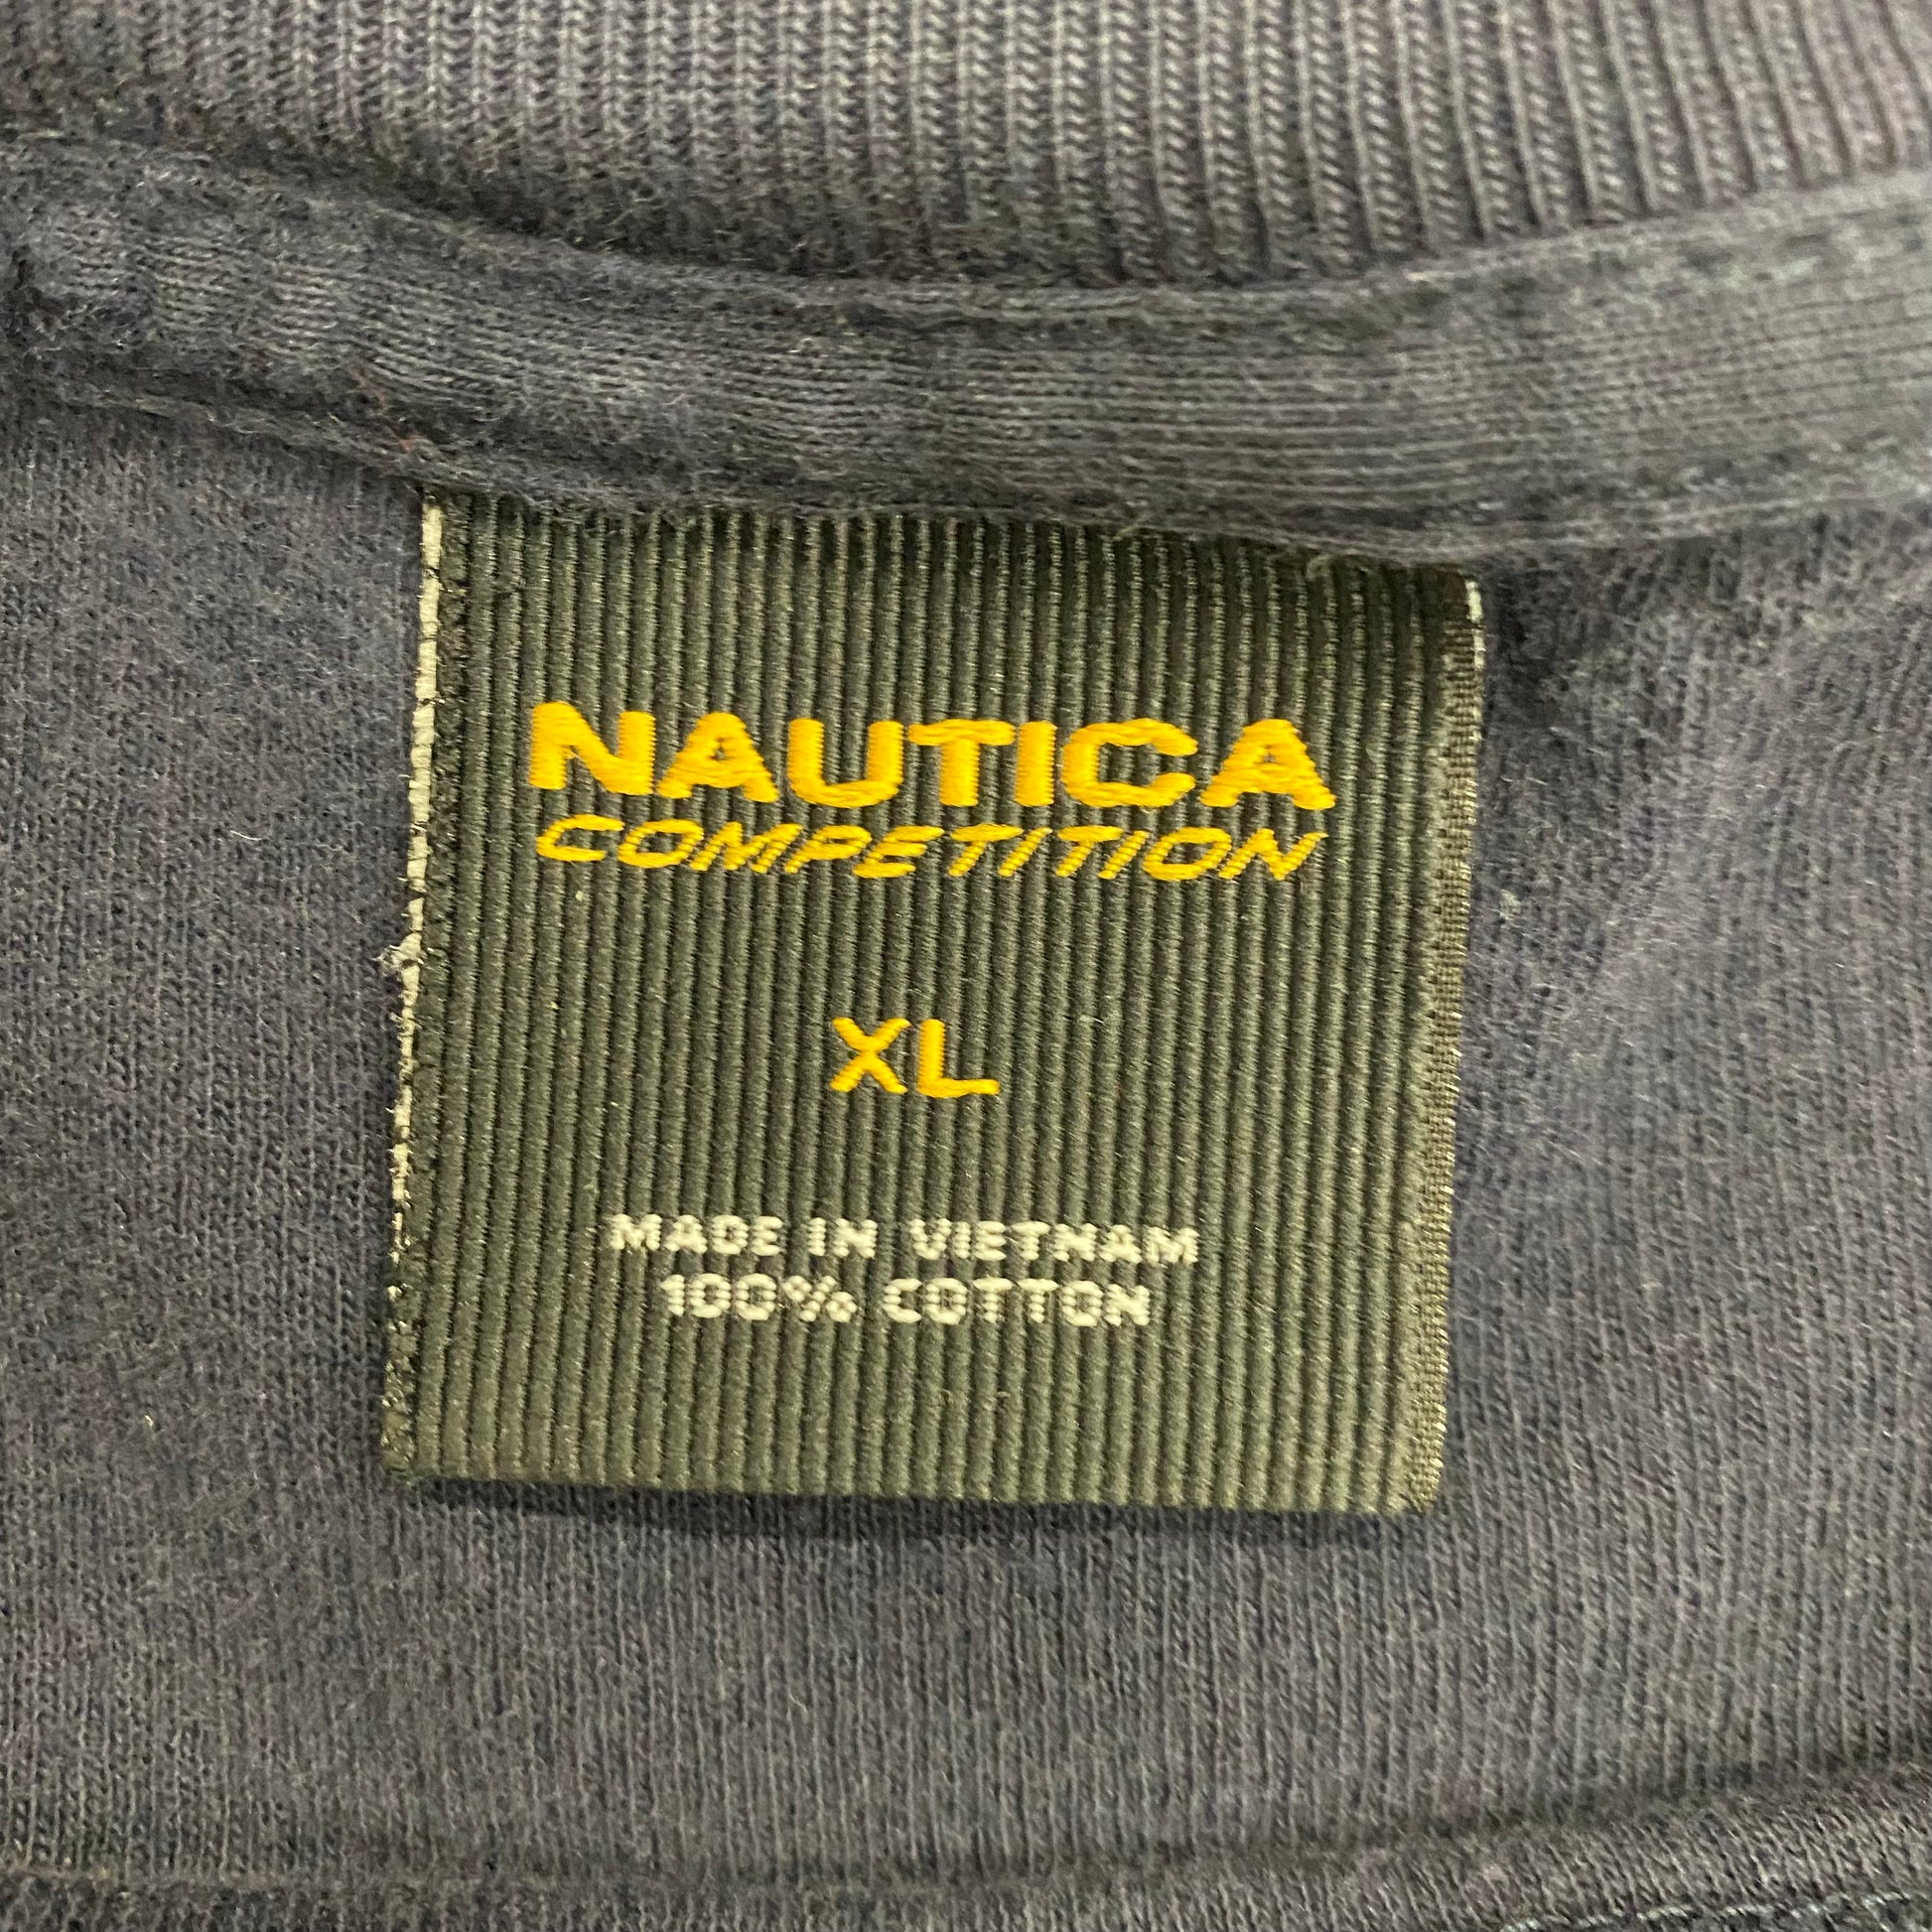 NAUTICA
COMPETITION
XL
MADE IN VIETNAM
100% COTTON